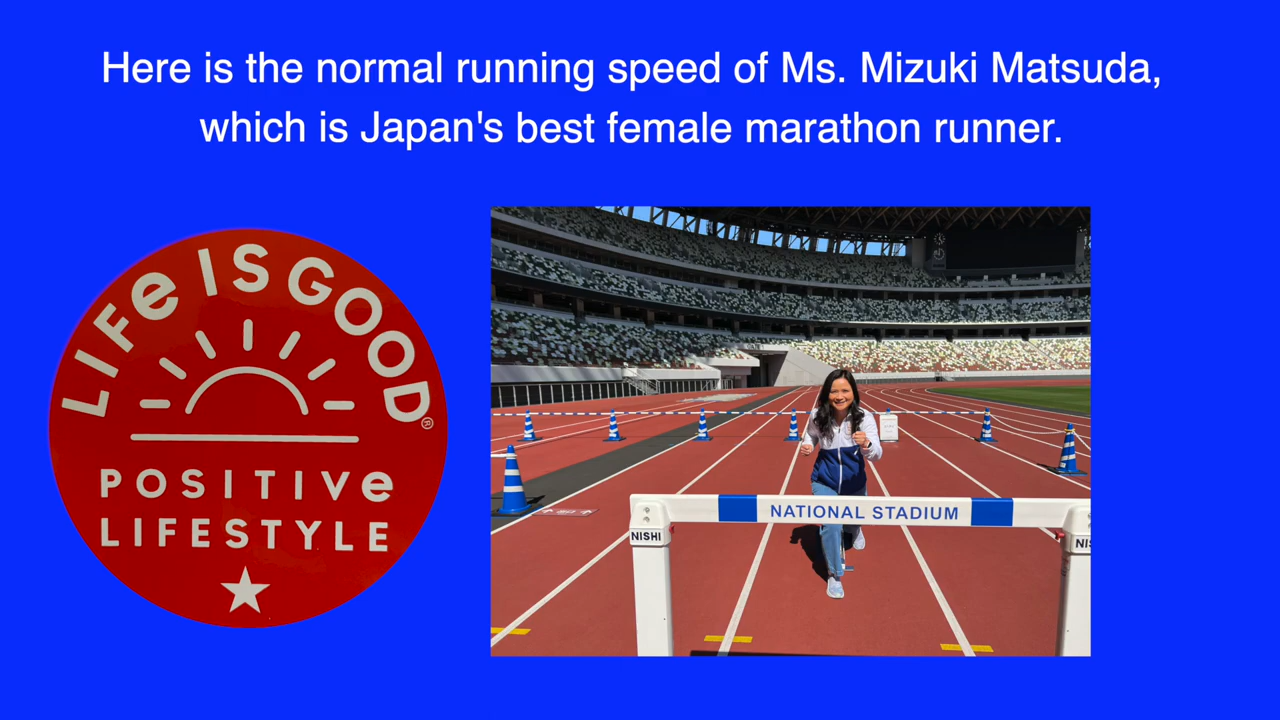 Here is the normal running speed of Ms. Mizuki Matsuda,
which is Japan's best female marathon runner.
LIFe IS GOOD®
POSITIVe
LIFESTYLE
NATIONAL STADIUM
NISHI
NIS